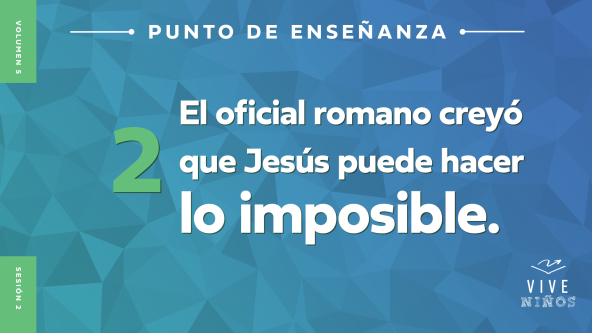 VOLUMEN 5
PUNTO DE ENSEÑANZA
2
El oficial romano creyó
que Jesús puede hacer
lo imposible.
SESIÓN 2
VIVE
NIÑOS